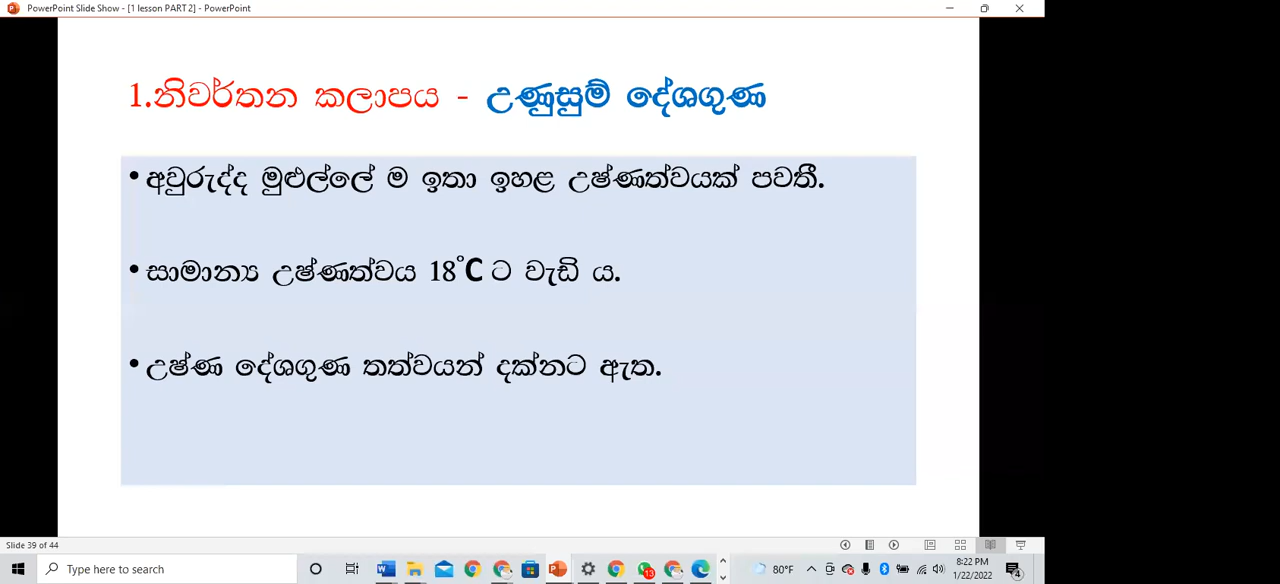 PowerPoint Slide Show - [1 lesson PART 2] - PowerPoint
1.නිවර්තන කලාපය - උණුසුම් දේශගුණ
• අවුරුද්ද මුළුල්ලේ ම ඉතා ඉහළ උෂ්ණත්වයක් පවතී.
• සාමාන්‍ය උෂ්ණත්වය 18°C ට වැඩි ය.
• උෂ්ණ දේශගුණ තත්වයන් දක්නට ඇත.
Slide 39 of 44
Type here to search
13
80°F
8:22 PM
1/22/2022
4